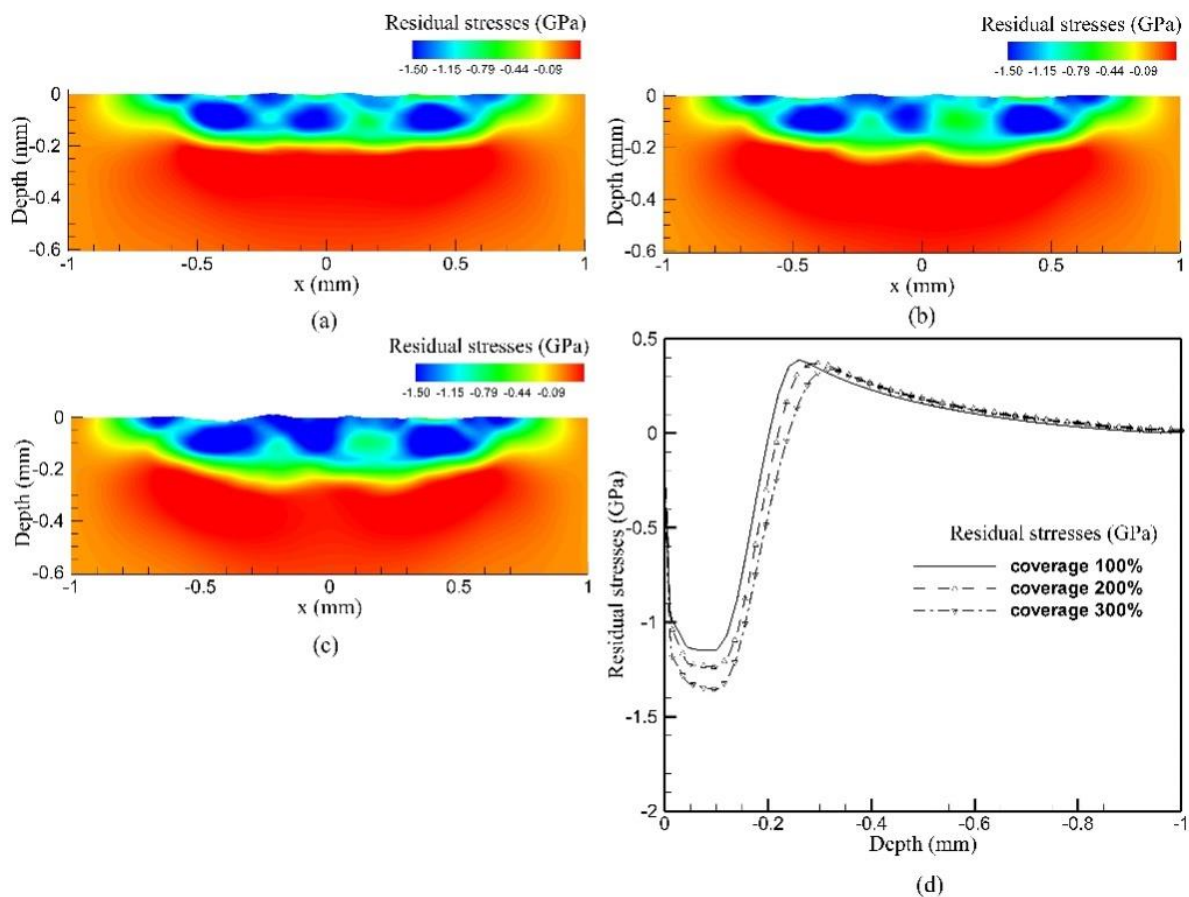 Residual stresses (GPa)
-1.50 -1.15 -0.79 -0.44 -0.09
0
-0.2
-0.4
-0.6
Depth (mm)
-1 -0.5 0 0.5 1
x (mm)
(a)
Residual stresses (GPa)
-1.50 -1.15 -0.79 -0.44 -0.09
0
-0.2
-0.4
-0.6
Depth (mm)
-1 -0.5 0 0.5 1
x (mm)
(b)
Residual stresses (GPa)
-1.50 -1.15 -0.79 -0.44 -0.09
0
-0.2
-0.4
-0.6
Depth (mm)
-1 -0.5 0 0.5 1
x (mm)
(c)
0.5
0
-0.5
-1
-1.5
-2
Residual stresses (GPa)
Residual strresses (GPa)
coverage 100%
coverage 200%
coverage 300%
0 -0.2 -0.4 -0.6 -0.8 -1
Depth (mm)
(d)